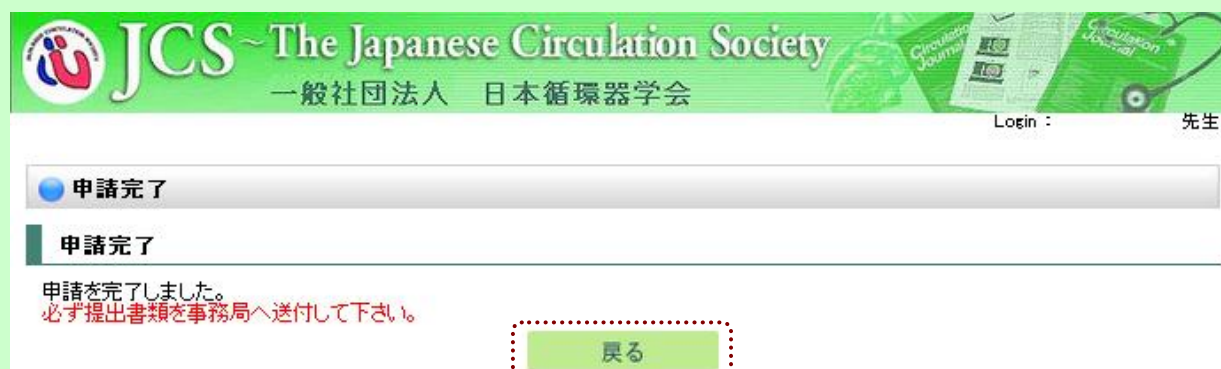 JCS~The Japanese Circulation Society
一般社団法人 日本循環器学会
Circulation Journal
Circulation Journal
Login： 先生
申請完了
申請完了
申請を完了しました。
必ず提出書類を事務局へ送付して下さい。
戻る